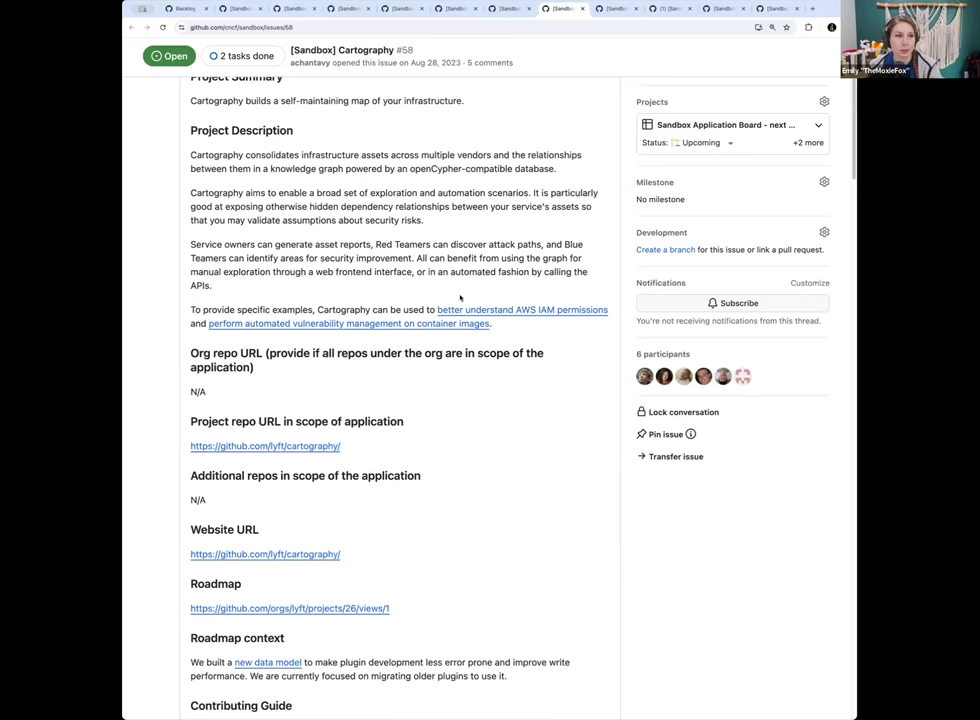 Backlog
[Sandbox
[Sandbox
[Sandbox
[Sandbox
[Sandbox
[Sandbox
[Sandbox
[Sandbox
(1) [San
[Sandbox
[Sandbox
github.com/cncf/sandbox/issues/58
Open
2 tasks done
[Sandbox] Cartography #58
achantavy opened this issue on Aug 28, 2023 · 5 comments
Emily "TheMoxieFox"
Project Summary
Cartography builds a self-maintaining map of your infrastructure.
Project Description
Cartography consolidates infrastructure assets across multiple vendors and the relationships
between them in a knowledge graph powered by an openCypher-compatible database.
Cartography aims to enable a broad set of exploration and automation scenarios. It is particularly
good at exposing otherwise hidden dependency relationships between your service's assets so
that you may validate assumptions about security risks.
Service owners can generate asset reports, Red Teamers can discover attack paths, and Blue
Teamers can identify areas for security improvement. All can benefit from using the graph for
manual exploration through a web frontend interface, or in an automated fashion by calling the
APIs.
To provide specific examples, Cartography can be used to better understand AWS IAM permissions
and perform automated vulnerability management on container images.
Org repo URL (provide if all repos under the org are in scope of the
application)
N/A
Project repo URL in scope of application
https://github.com/lyft/cartography/
Additional repos in scope of the application
N/A
Website URL
https://github.com/lyft/cartography/
Roadmap
https://github.com/orgs/lyft/projects/26/views/1
Roadmap context
We built a new data model to make plugin development less error prone and improve write
performance. We are currently focused on migrating older plugins to use it.
Contributing Guide
Projects
Sandbox Application Board - next ...
Status: Upcoming
+2 more
Milestone
No milestone
Development
Create a branch for this issue or link a pull request.
Notifications
Customize
Subscribe
You're not receiving notifications from this thread.
6 participants
Lock conversation
Pin issue
Transfer issue